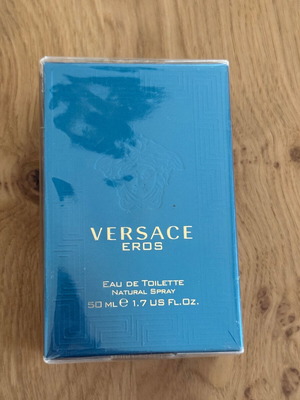 VERSACE
EROS
EAU DE TOILETTE
NATURAL SPRAY
50 ML ℮ 1.7 US FL.OZ.